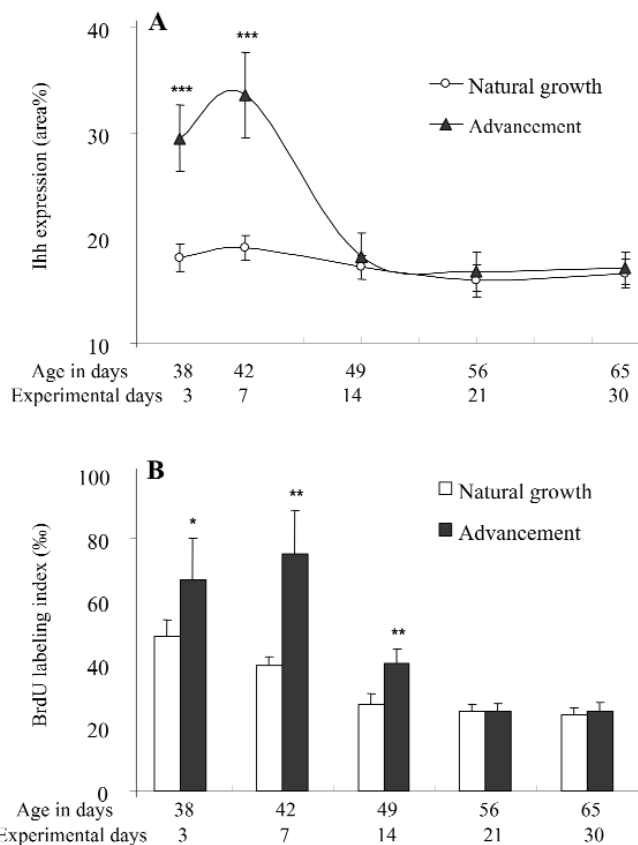 A
40
***
***
Natural growth
Advancement
30
20
10
Ihh expression (area%)
Age in days 38 42 49 56 65
Experimental days 3 7 14 21 30
B
100
**
Natural growth
Advancement
80
*
60
**
40
20
0
BrdU labeling index (‰)
Age in days 38 42 49 56 65
Experimental days 3 7 14 21 30